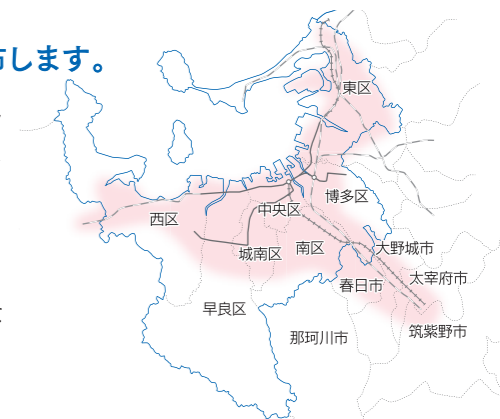 します。
東区
博多区
中央区
西区
城南区
南区
大野城市
春日市
太宰府市
早良区
那珂川市
筑紫野市